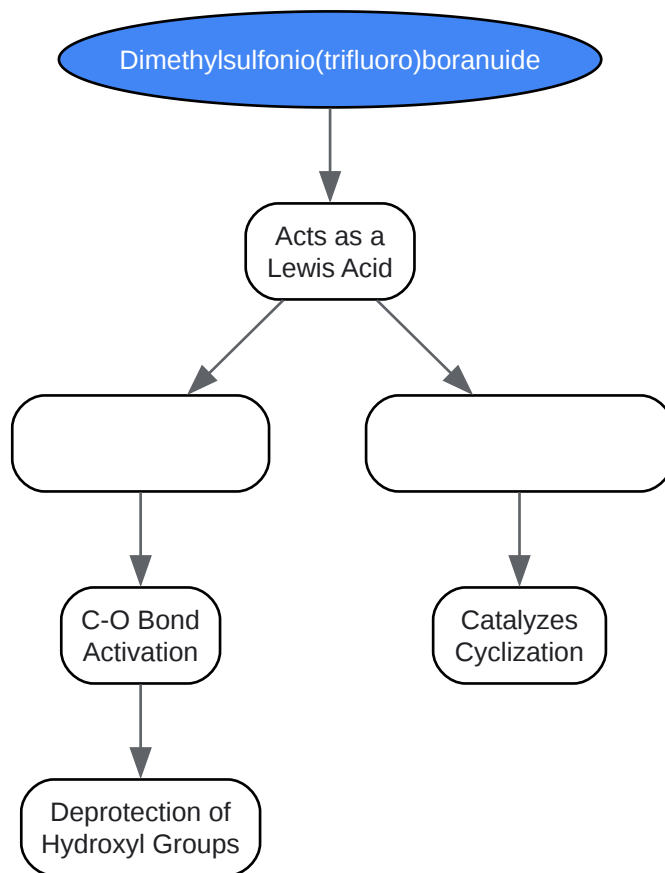 Dimethylsulfonio(trifluoro)boranuide
Acts as a
Lewis Acid
C-O Bond
Activation
Catalyzes
Cyclization
Deprotection of
Hydroxyl Groups